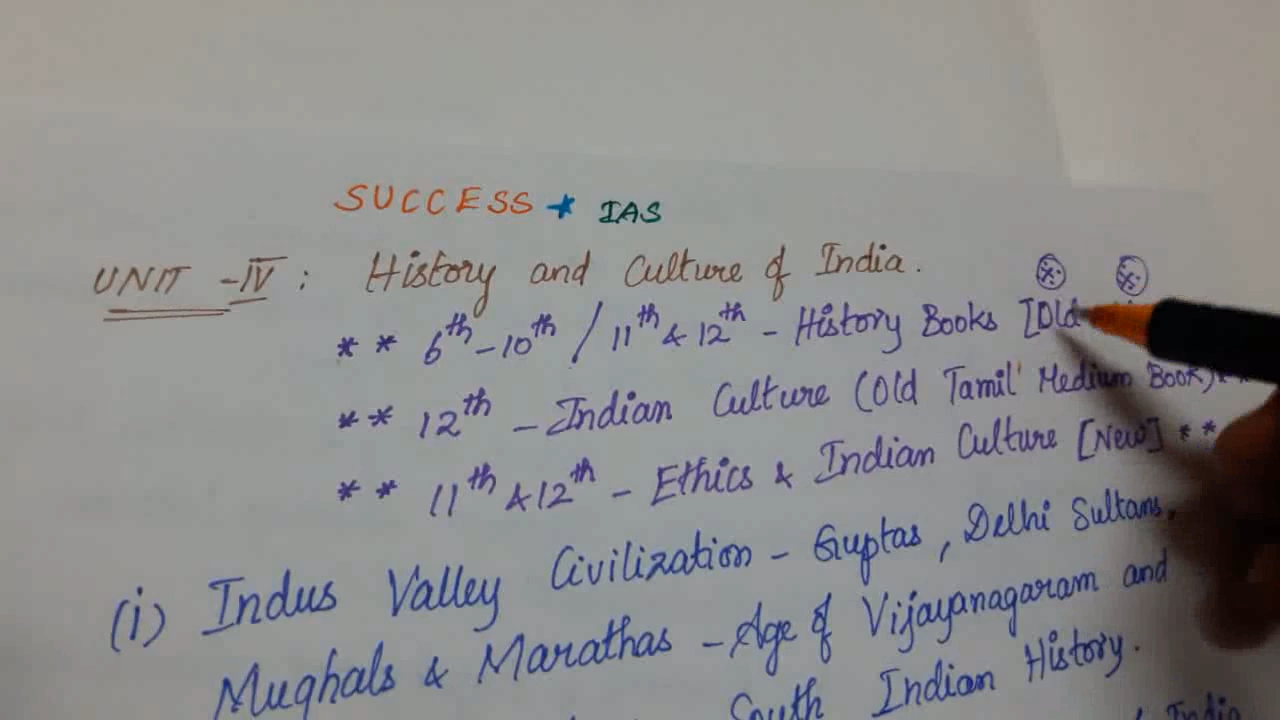 SUCCESS ★ IAS
UNIT - IV : History and Culture of India.
** 6th - 10th / 11th & 12th - History Books [Old
** 12th - Indian Culture (Old Tamil Medium Book) **
** 11th & 12th - Ethics & Indian Culture [New] **
(i) Indus Valley Civilization - Guptas, Delhi Sultans,
Mughals & Marathas - Age of Vijayanagaram and
South Indian History.
India